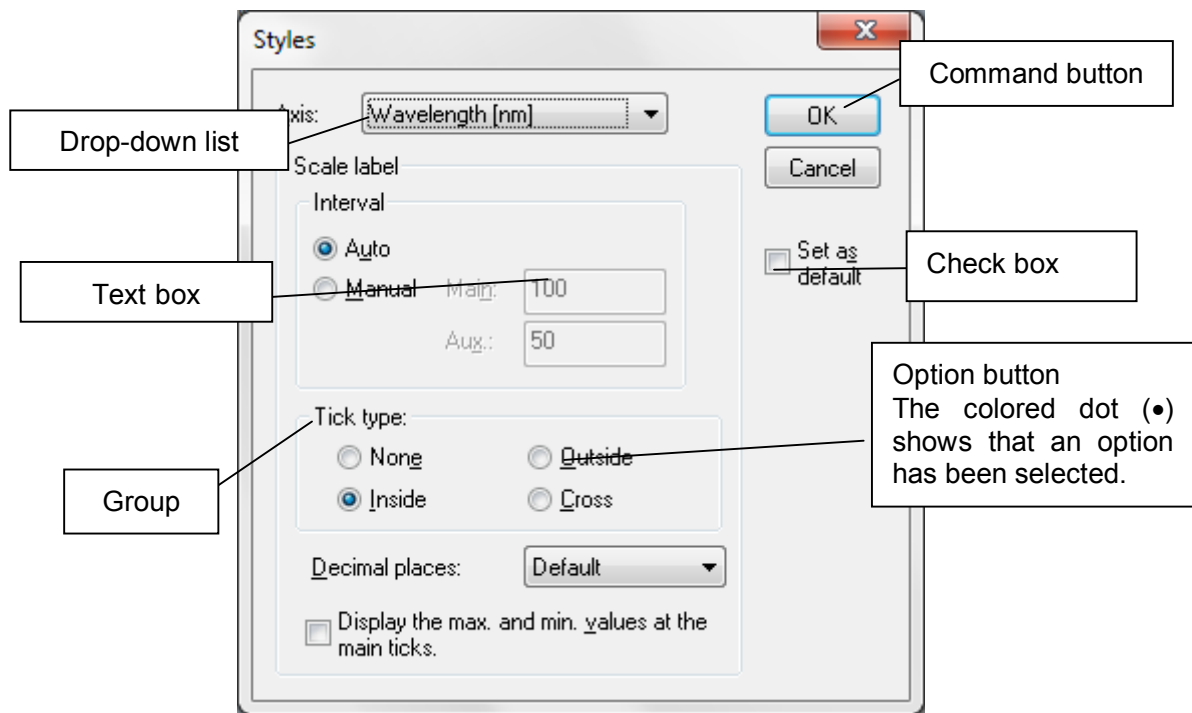 Styles
Command button
Axis:
Wavelength [nm]
OK
Drop-down list
Cancel
Scale label
Interval
Auto
Set as
default
Check box
Text box
Manual
Main:
100
Aux.:
50
Option button
The colored dot (•)
shows that an option
has been selected.
Tick type:
None
Outside
Group
Inside
Cross
Decimal places:
Default
Display the max. and min. values at the
main ticks.